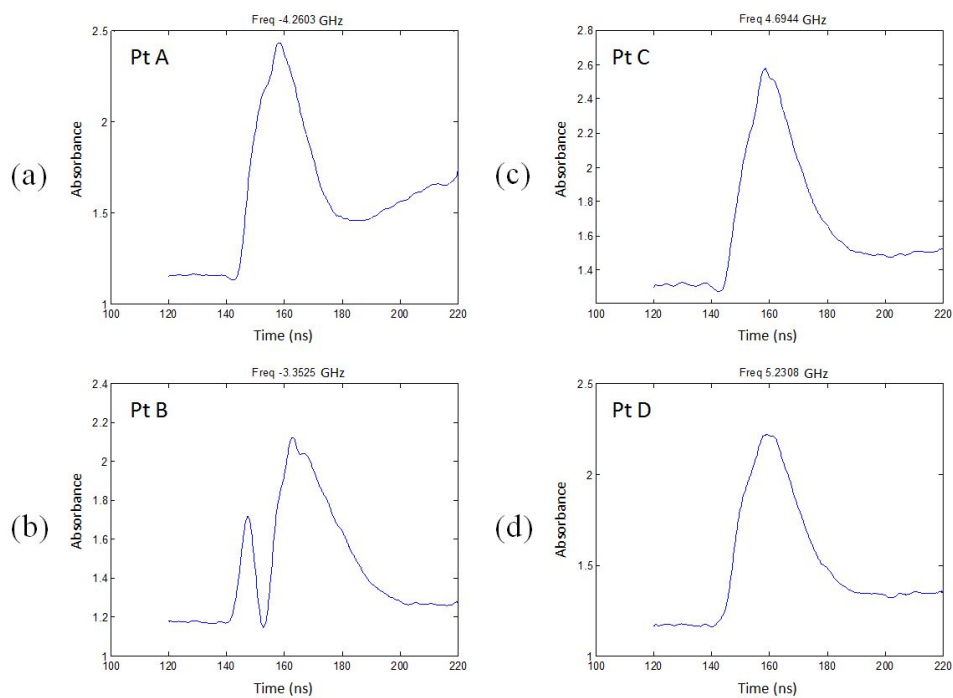 (a)
Freq -4.2603 GHz
Pt A
Absorbance
2.5
2
1.5
1
100 120 140 160 180 200 220
Time (ns)
(c)
Freq 4.6944 GHz
Pt C
Absorbance
2.8
2.6
2.4
2.2
2
1.8
1.6
1.4
100 120 140 160 180 200 220
Time (ns)
(b)
Freq -3.3525 GHz
Pt B
Absorbance
2.4
2.2
2
1.8
1.6
1.4
1.2
1
100 120 140 160 180 200 220
Time (ns)
(d)
Freq 5.2308 GHz
Pt D
Absorbance
2.5
2
1.5
1
100 120 140 160 180 200 220
Time (ns)